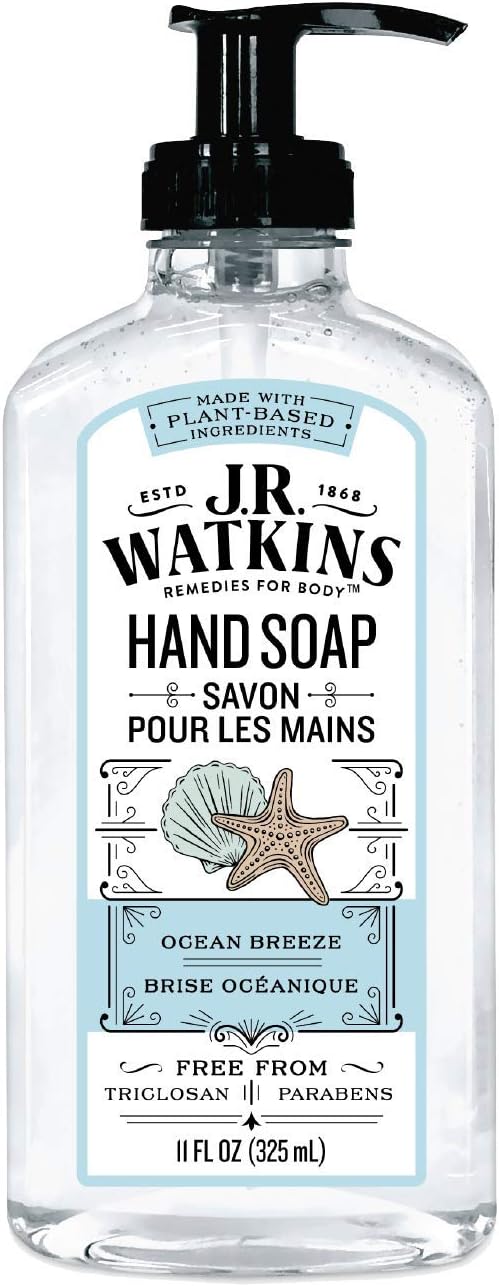 MADE WITH
PLANT-BASED
INGREDIENTS
ESTD J.R. 1868
WATKINS
REMEDIES FOR BODY™
HAND SOAP
SAVON
POUR LES MAINS
OCEAN BREEZE
BRISE OCÉANIQUE
FREE FROM
TRICLOSAN PARABENS
11 FL OZ (325 mL)